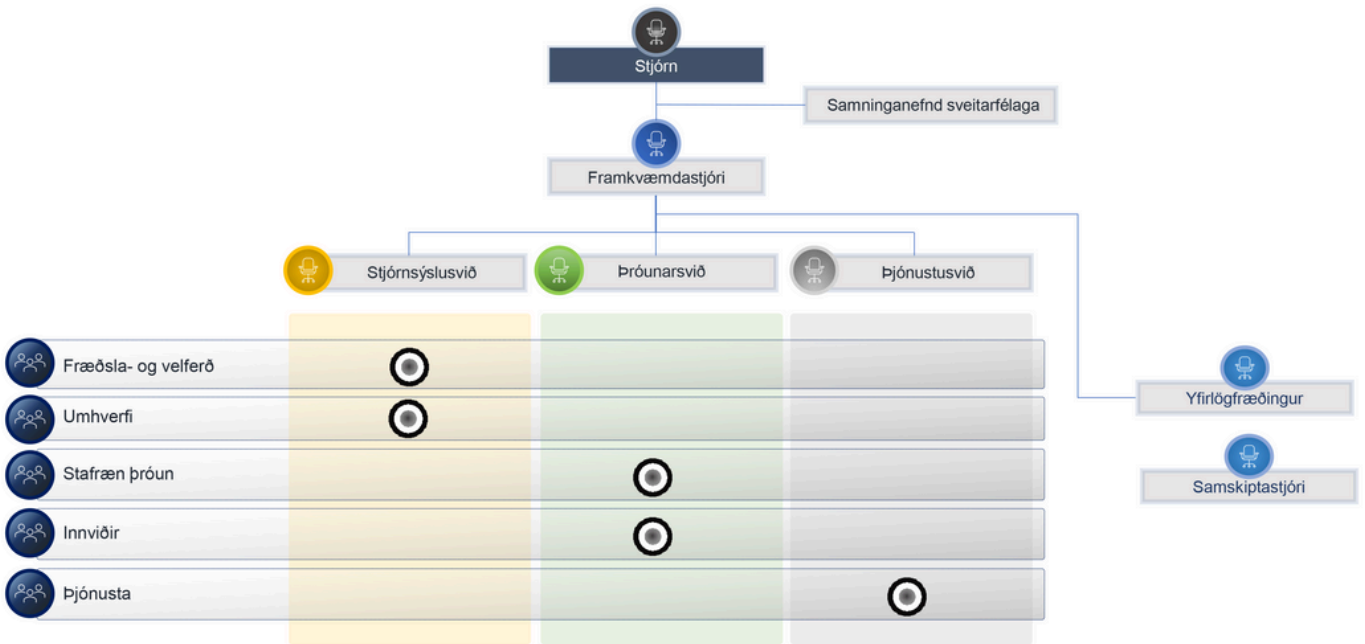 Stjórn
Samninganefnd sveitarfélaga
Framkvæmdastjóri
Stjórnsýslusvið
Þróunarsvið
Þjónustusvið
Fræðsla- og velferð
Umhverfi
Stafræn þróun
Innviðir
Þjónusta
Yfirlögfræðingur
Samskiptastjóri